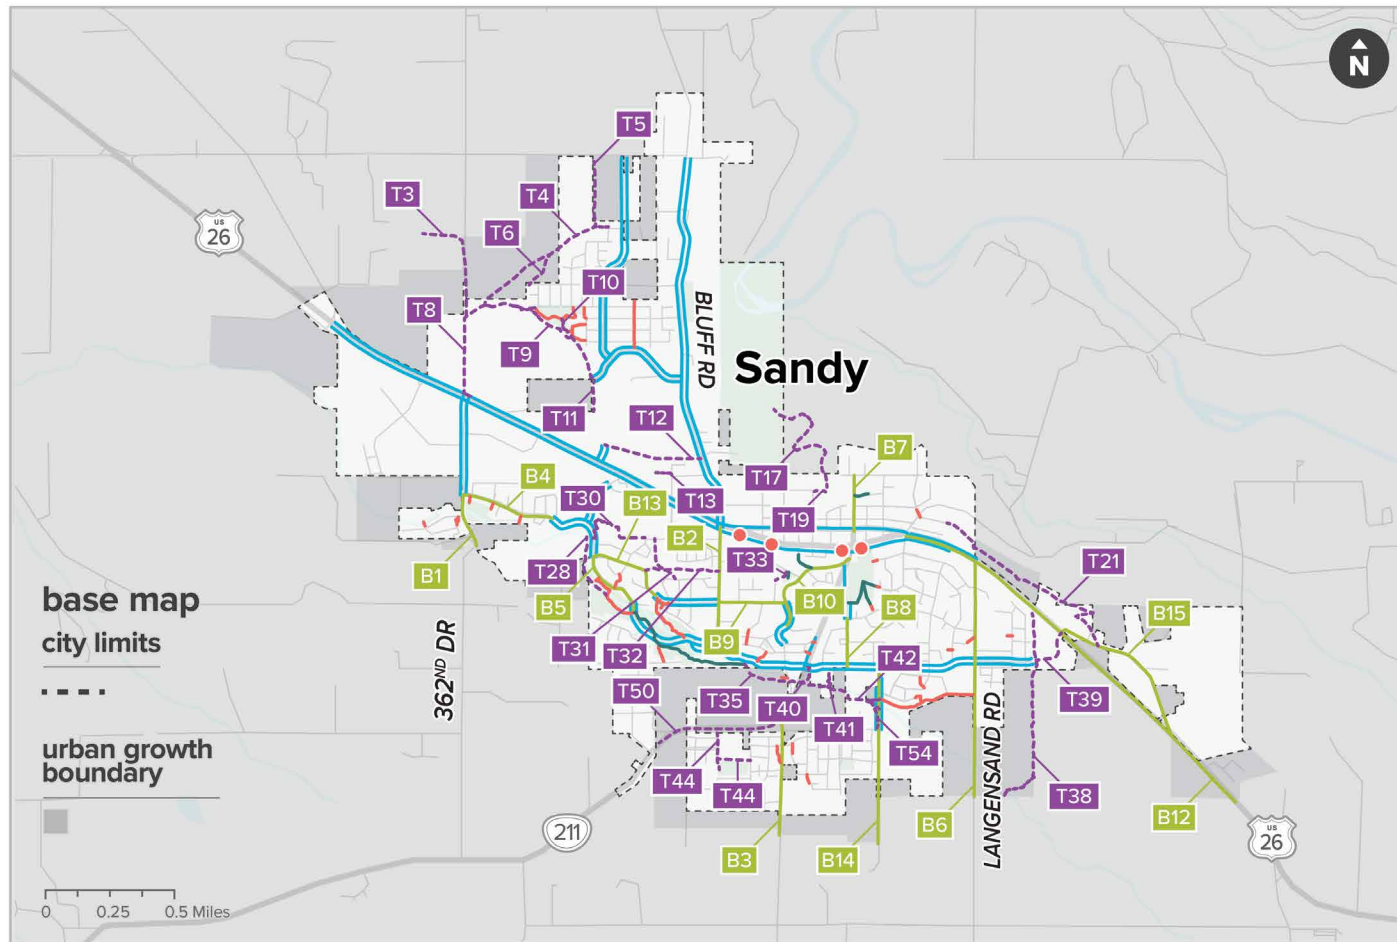 N
T5
T3
T4
US
26
T6
T10
T8
BLUFF RD
T9
Sandy
T11
T12
B7
B4
T17
T30
B13
T13
T19
B2
T33
T21
B1
T28
B5
B10
B8
B15
base map
city limits
T31
T32
B9
T42
362ND DR
T50
T35
T40
T39
T41
LANGENSAND RD
urban growth
boundary
T54
T44
T44
T38
B12
211
B6
US
26
B3
B14
0 0.25 0.5 Miles